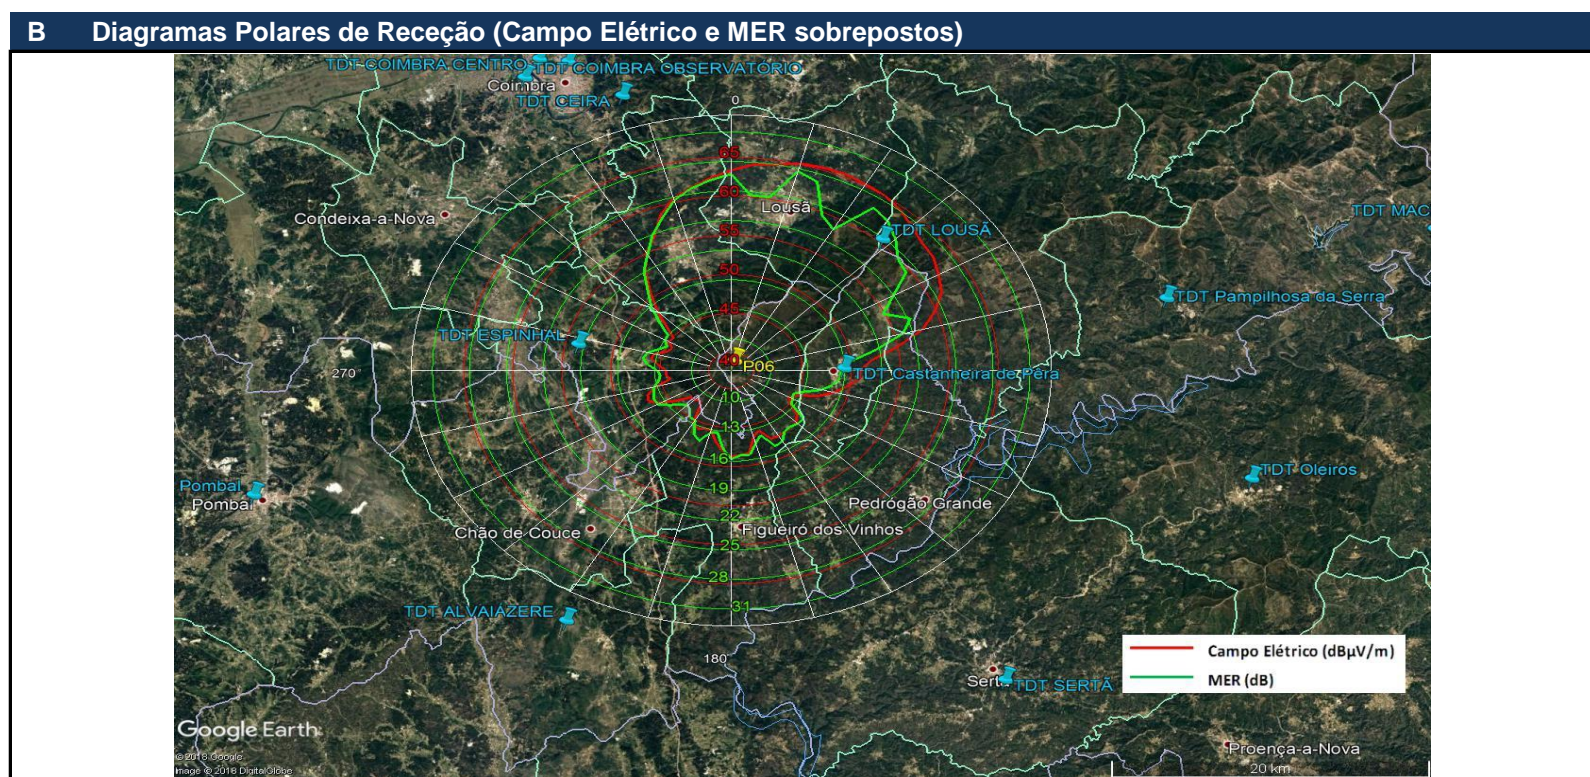 B Diagramas Polares de Receção (Campo Elétrico e MER sobrepostos)
TDT COIMBRA CENTRO
TDT COIMBRA OBSERVATÓRIO
Coimbra
TDT CEIRA
0
65
60
Lousã
Condeixa-a-Nova
TDT MAC
55
TDT LOUSÃ
50
TDT Pampilhosa da Serra
45
TDT ESPINHAL
40
P06
270
TDT Castanheira de Pêra
10
13
16
TDT Oleiros
19
Pombal
Pombal
Pedrógão Grande
22
Chão de Couce
Figueiró dos Vinhos
25
28
31
TDT ALVAIÁZERE
180
Campo Elétrico (dBµV/m)
MER (dB)
TDT SERTÃ
Google Earth
© 2018 Google
Image © 2018 DigitalGlobe
Proença-a-Nova
20 km